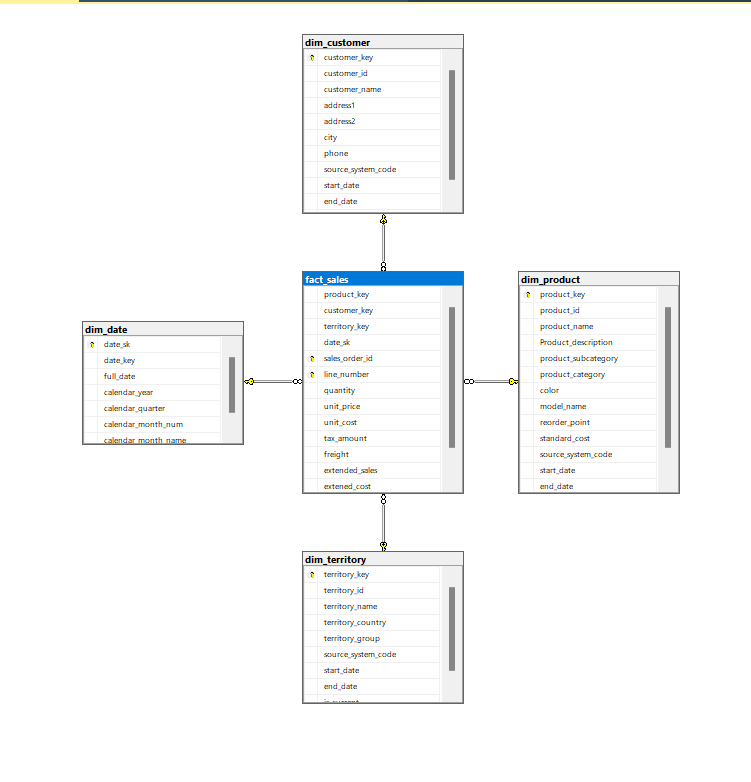 dim_customer
customer_key
customer_id
customer_name
address1
address2
city
phone
source_system_code
start_date
end_date
fact_sales
product_key
customer_key
territory_key
date_sk
sales_order_id
line_number
quantity
unit_price
unit_cost
tax_amount
freight
extended_sales
extened_cost
dim_product
product_key
product_id
product_name
Product_description
product_subcategory
product_category
color
model_name
reorder_point
standard_cost
source_system_code
start_date
end_date
dim_date
date_sk
date_key
full_date
calendar_year
calendar_quarter
calendar_month_num
calendar_month_name
dim_territory
territory_key
territory_id
territory_name
territory_country
territory_group
source_system_code
start_date
end_date